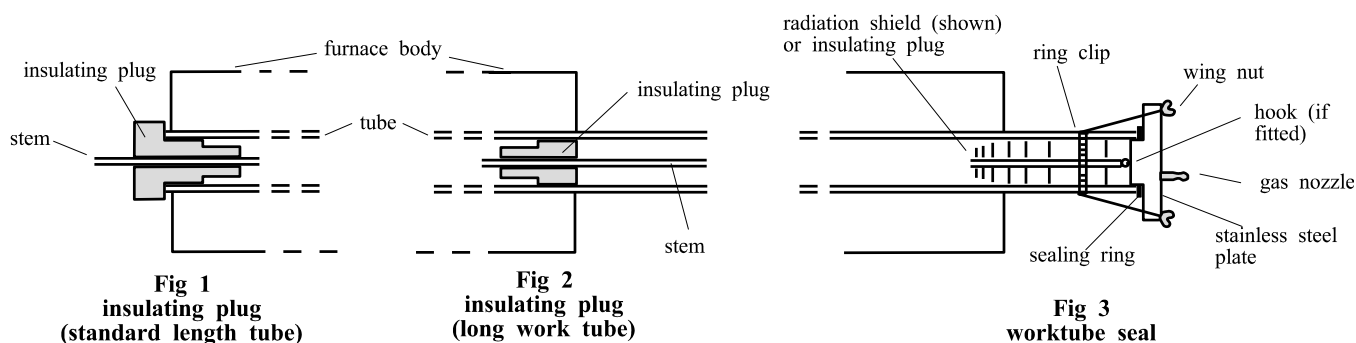 furnace body
insulating plug
stem
tube
insulating plug
stem
Fig 1
insulating plug
(standard length tube)
Fig 2
insulating plug
(long work tube)
radiation shield (shown)
or insulating plug
ring clip
wing nut
hook (if
fitted)
gas nozzle
stainless steel
plate
sealing ring
Fig 3
worktube seal